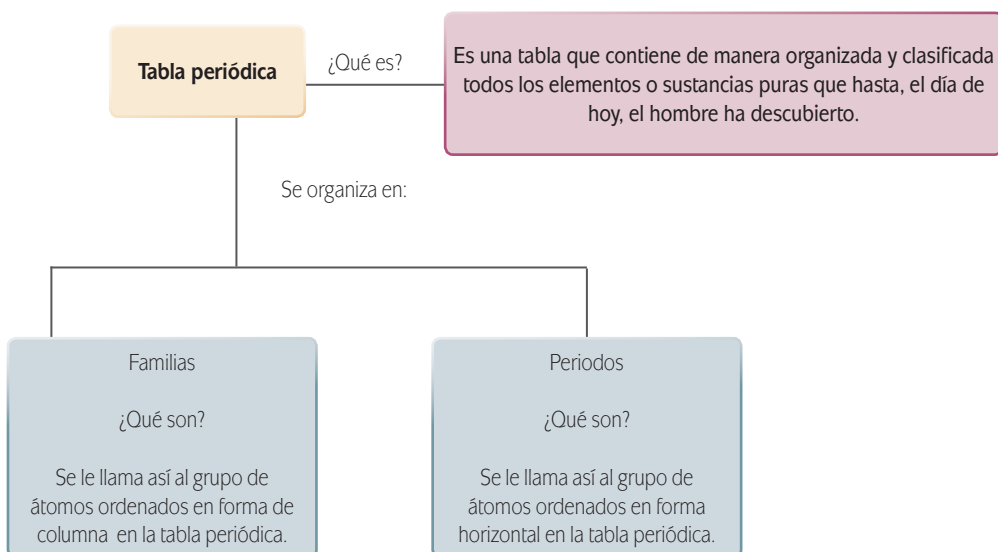 Tabla periódica
¿Qué es?
Es una tabla que contiene de manera organizada y clasificada
todos los elementos o sustancias puras que hasta, el día de
hoy, el hombre ha descubierto.
Se organiza en:
Familias
¿Qué son?
Se le llama así al grupo de
átomos ordenados en forma de
columna en la tabla periódica.
Periodos
¿Qué son?
Se le llama así al grupo de
átomos ordenados en forma
horizontal en la tabla periódica.